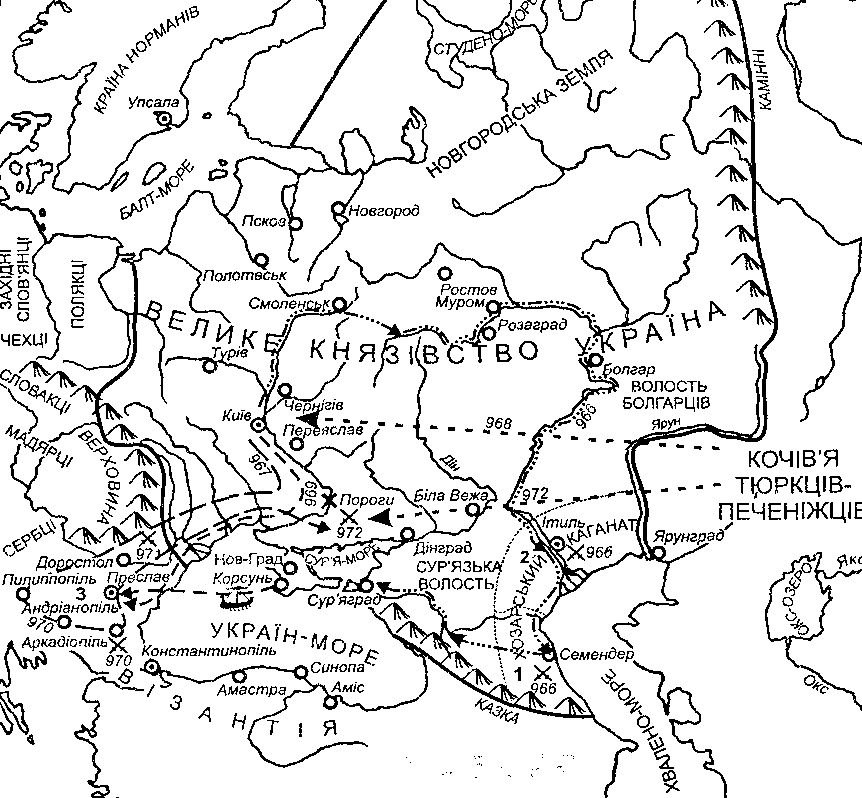 КРАЇНА НОРМАНІВ
СТУДЕНО-МОРЕ
КАМІННІ
Упсала
НОВГОРОДСЬКА ЗЕМЛЯ
БАЛТ-МОРЕ
Псков
Новгород
ЗАХІДНІ
СЛОВ'ЯНЦІ
ПОЛЯКЦІ
Полотеськ
Смоленськ
Ростов
Муром
Розаград
ВЕЛИКЕ КНЯЗІВСТВО УКРАЇНА
ЧЕХЦІ
Турів
Болгар
ВОЛОСТЬ
БОЛГАРЦІВ
966
СЛОВАКЦІ
Чернігів
Київ
968
Ярун
Переяслав
МАДЯРЦІ
ВЕРХОВИНА
967
Дін
КОЧІВ'Я
ТЮРКЦІВ-
ПЕЧЕНІЖЦІВ
969
Пороги
Біла Вежа
972
972
Ітиль
КАГАНАТ
966
СЕРБЦІ
971
Доростол
Дінград
СУР'Я-МОРЕ
СУР'ЯЗЬКА
ВОЛОСТЬ
2
Ярунград
Нов-Град
Корсунь
Пилиппопіль
Преслав
3
Сур'яград
ХОЗАРСЬКИЙ
Андріанопіль
970
Аркадіопіль
970
УКРАЇН-МОРЕ
Константинопіль
Синопа
Амастра
Аміс
ВІЗАНТІЯ
Семендер
1
966
КАЗКА
ХВАЛЕНО-МОРЕ
ОКС-ОЗЕРО
Окс